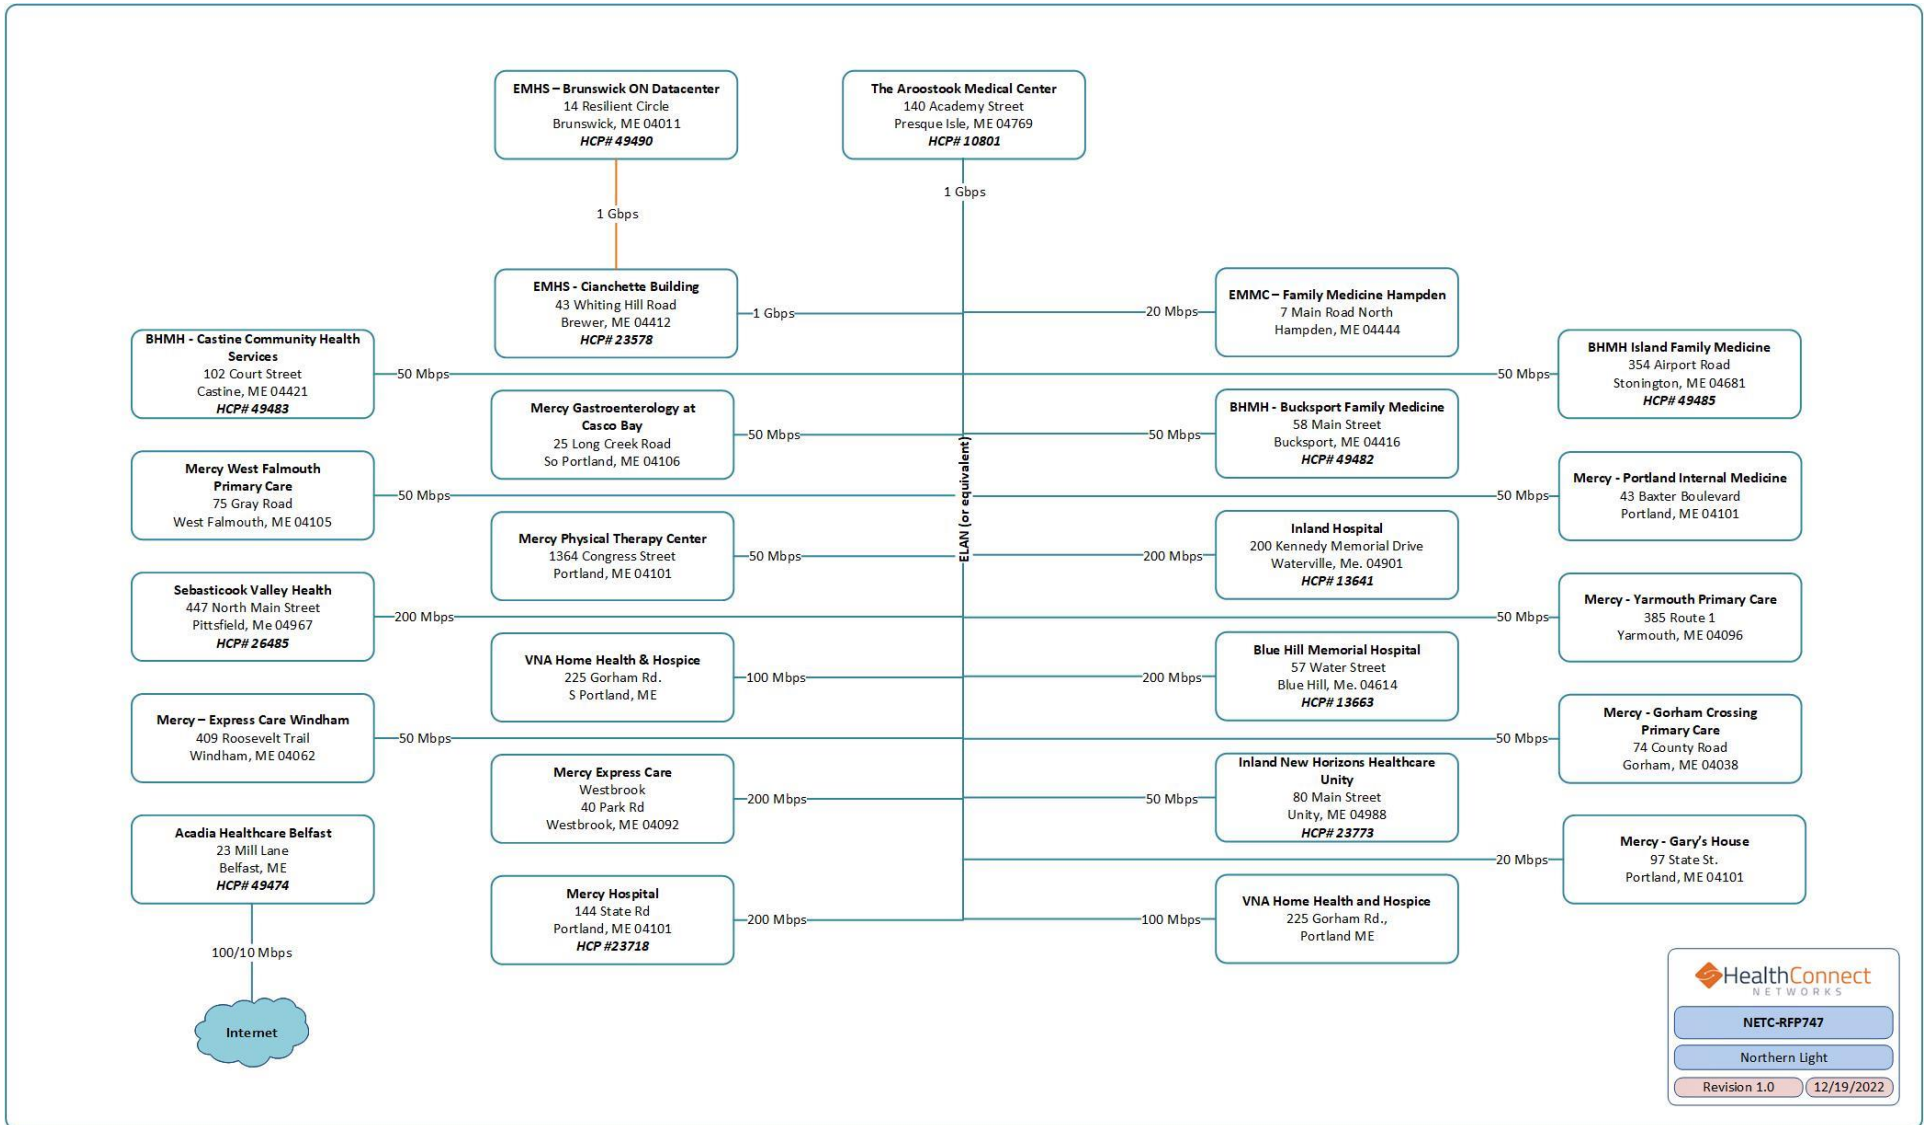 EMHS – Brunswick ON Datacenter
14 Resilient Circle
Brunswick, ME 04011
HCP# 49490
The Aroostook Medical Center
140 Academy Street
Presque Isle, ME 04769
HCP# 10801
1 Gbps
1 Gbps
EMHS - Cianchette Building
43 Whiting Hill Road
Brewer, ME 04412
HCP# 23578
1 Gbps
20 Mbps
EMMC – Family Medicine Hampden
7 Main Road North
Hampden, ME 04444
BHMH - Castine Community Health
Services
102 Court Street
Castine, ME 04421
HCP# 49483
50 Mbps
50 Mbps
BHMH Island Family Medicine
354 Airport Road
Stonington, ME 04681
HCP# 49485
Mercy Gastroenterology at
Casco Bay
25 Long Creek Road
So Portland, ME 04106
50 Mbps
50 Mbps
BHMH - Bucksport Family Medicine
58 Main Street
Bucksport, ME 04416
HCP# 49482
ELAN (or equivalent)
Mercy West Falmouth
Primary Care
75 Gray Road
West Falmouth, ME 04105
50 Mbps
50 Mbps
Mercy - Portland Internal Medicine
43 Baxter Boulevard
Portland, ME 04101
Mercy Physical Therapy Center
1364 Congress Street
Portland, ME 04101
50 Mbps
200 Mbps
Inland Hospital
200 Kennedy Memorial Drive
Waterville, Me. 04901
HCP# 13641
Sebasticook Valley Health
447 North Main Street
Pittsfield, Me 04967
HCP# 26485
200 Mbps
50 Mbps
Mercy - Yarmouth Primary Care
385 Route 1
Yarmouth, ME 04096
VNA Home Health & Hospice
225 Gorham Rd.
S Portland, ME
100 Mbps
200 Mbps
Blue Hill Memorial Hospital
57 Water Street
Blue Hill, Me. 04614
HCP# 13663
Mercy – Express Care Windham
409 Roosevelt Trail
Windham, ME 04062
50 Mbps
50 Mbps
Mercy - Gorham Crossing
Primary Care
74 County Road
Gorham, ME 04038
Mercy Express Care
Westbrook
40 Park Rd
Westbrook, ME 04092
200 Mbps
50 Mbps
Inland New Horizons Healthcare
Unity
80 Main Street
Unity, ME 04988
HCP# 23773
Acadia Healthcare Belfast
23 Mill Lane
Belfast, ME
HCP# 49474
20 Mbps
Mercy - Gary's House
97 State St.
Portland, ME 04101
Mercy Hospital
144 State Rd
Portland, ME 04101
HCP #23718
200 Mbps
100 Mbps
VNA Home Health and Hospice
225 Gorham Rd.,
Portland ME
100/10 Mbps
Internet
HealthConnect
NETWORKS
NETC-RFP747
Northern Light
Revision 1.0
12/19/2022